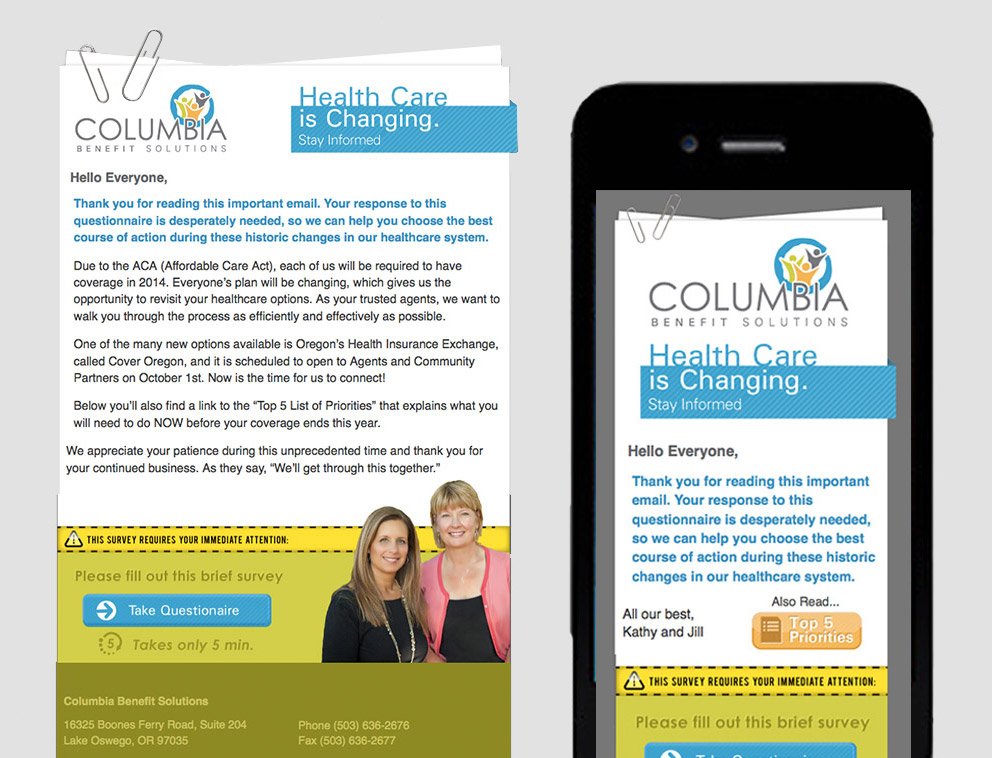 COLUMBIA
BENEFIT SOLUTIONS
Health Care
is Changing.
Stay Informed
Hello Everyone,
Thank you for reading this important email. Your response to this
questionnaire is desperately needed, so we can help you choose the best
course of action during these historic changes in our healthcare system.
Due to the ACA (Affordable Care Act), each of us will be required to have
coverage in 2014. Everyone's plan will be changing, which gives us the
opportunity to revisit your healthcare options. As your trusted agents, we want to
walk you through the process as efficiently and effectively as possible.
One of the many new options available is Oregon's Health Insurance Exchange,
called Cover Oregon, and it is scheduled to open to Agents and Community
Partners on October 1st. Now is the time for us to connect!
Below you'll also find a link to the “Top 5 List of Priorities” that explains what you
will need to do NOW before your coverage ends this year.
We appreciate your patience during this unprecedented time and thank you for
your continued business. As they say, “We'll get through this together.”
THIS SURVEY REQUIRES YOUR IMMEDIATE ATTENTION:
Please fill out this brief survey
Take Questionaire
5 Takes only 5 min.
Columbia Benefit Solutions
16325 Boones Ferry Road, Suite 204
Lake Oswego, OR 97035
Phone (503) 636-2676
Fax (503) 636-2677
COLUMBIA
BENEFIT SOLUTIONS
Health Care
is Changing.
Stay Informed
Hello Everyone,
Thank you for reading this important
email. Your response to this
questionnaire is desperately needed,
so we can help you choose the best
course of action during these historic
changes in our healthcare system.
All our best,
Kathy and Jill
Also Read...
Top 5
Priorities
THIS SURVEY REQUIRES YOUR IMMEDIATE ATTENTION:
Please fill out this brief survey
Take Questionaire